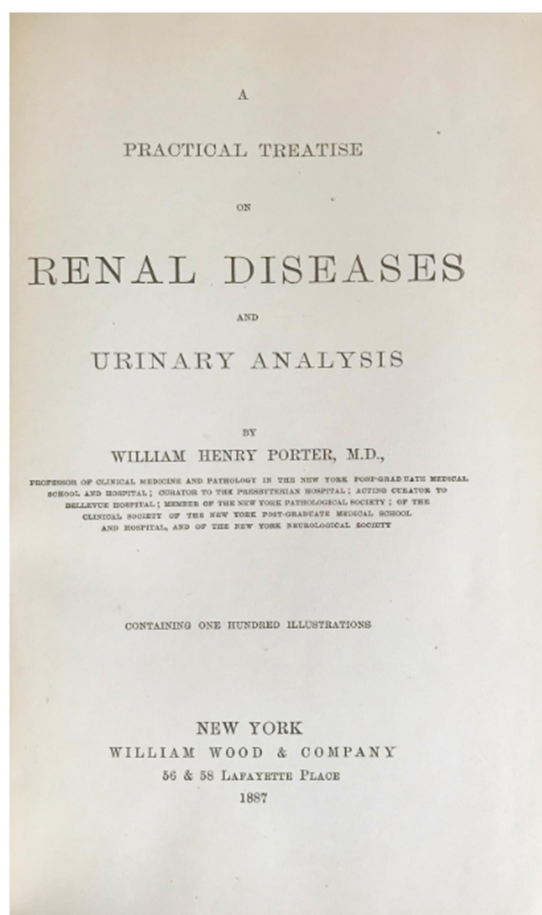 A
PRACTICAL TREATISE
ON
RENAL DISEASES
AND
URINARY ANALYSIS
BY
WILLIAM HENRY PORTER, M.D.,
PROFESSOR OF CLINICAL MEDICINE AND PATHOLOGY IN THE NEW YORK POST-GRADUATE MEDICAL
SCHOOL AND HOSPITAL; CURATOR TO THE PRESBYTERIAN HOSPITAL; ACTING CURATOR TO
BELLEVUE HOSPITAL; MEMBER OF THE NEW YORK PATHOLOGICAL SOCIETY; OF THE
CLINICAL SOCIETY OF THE NEW YORK POST-GRADUATE MEDICAL SCHOOL
AND HOSPITAL, AND OF THE NEW YORK NEUROLOGICAL SOCIETY
CONTAINING ONE HUNDRED ILLUSTRATIONS
NEW YORK
WILLIAM WOOD & COMPANY
56 & 58 LAFAYETTE PLACE
1887